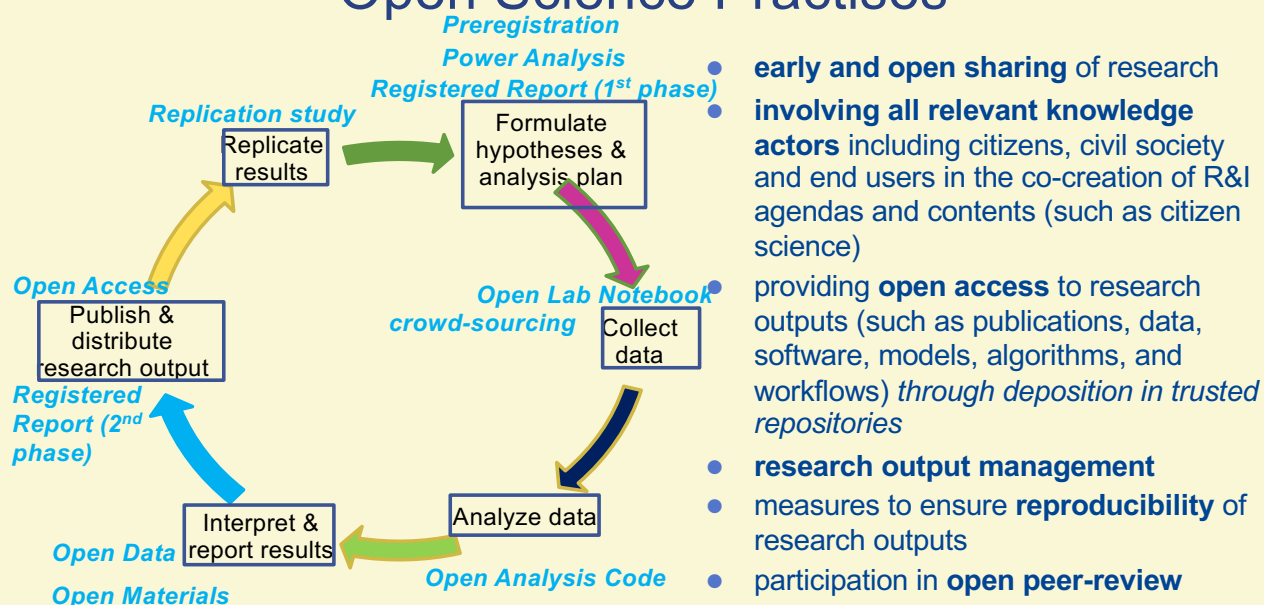 Open Science Practises
Preregistration
Power Analysis
Registered Report (1st phase)
Replication study
Replicate
results
Formulate
hypotheses &
analysis plan
Open Access
Publish &
distribute
research output
Open Lab Notebook
crowd-sourcing
Collect
data
Registered
Report (2nd
phase)
Interpret &
report results
Analyze data
Open Data
Open Materials
Open Analysis Code
● early and open sharing of research
● involving all relevant knowledge
actors including citizens, civil society
and end users in the co-creation of R&I
agendas and contents (such as citizen
science)
● providing open access to research
outputs (such as publications, data,
software, models, algorithms, and
workflows) through deposition in trusted
repositories
● research output management
● measures to ensure reproducibility of
research outputs
● participation in open peer-review